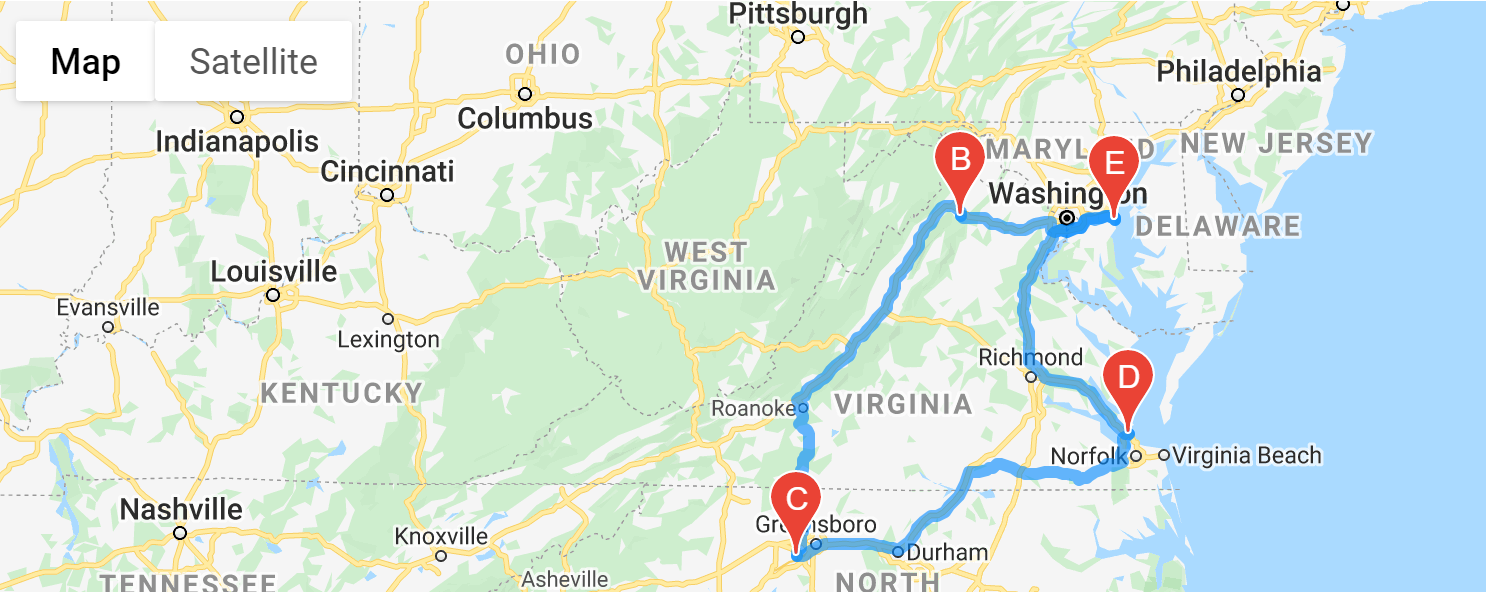 Map
Satellite
Pittsburgh
OHIO
Philadelphia
Columbus
Indianapolis
Cincinnati
B
MARYLAND
E
NEW JERSEY
Washington
DELAWARE
WEST
VIRGINIA
Louisville
Evansville
Lexington
Richmond
D
KENTUCKY
Roanoke
VIRGINIA
Norfolk
Virginia Beach
C
Nashville
Greensboro
Knoxville
Durham
Asheville
TENNESSEE
NORTH